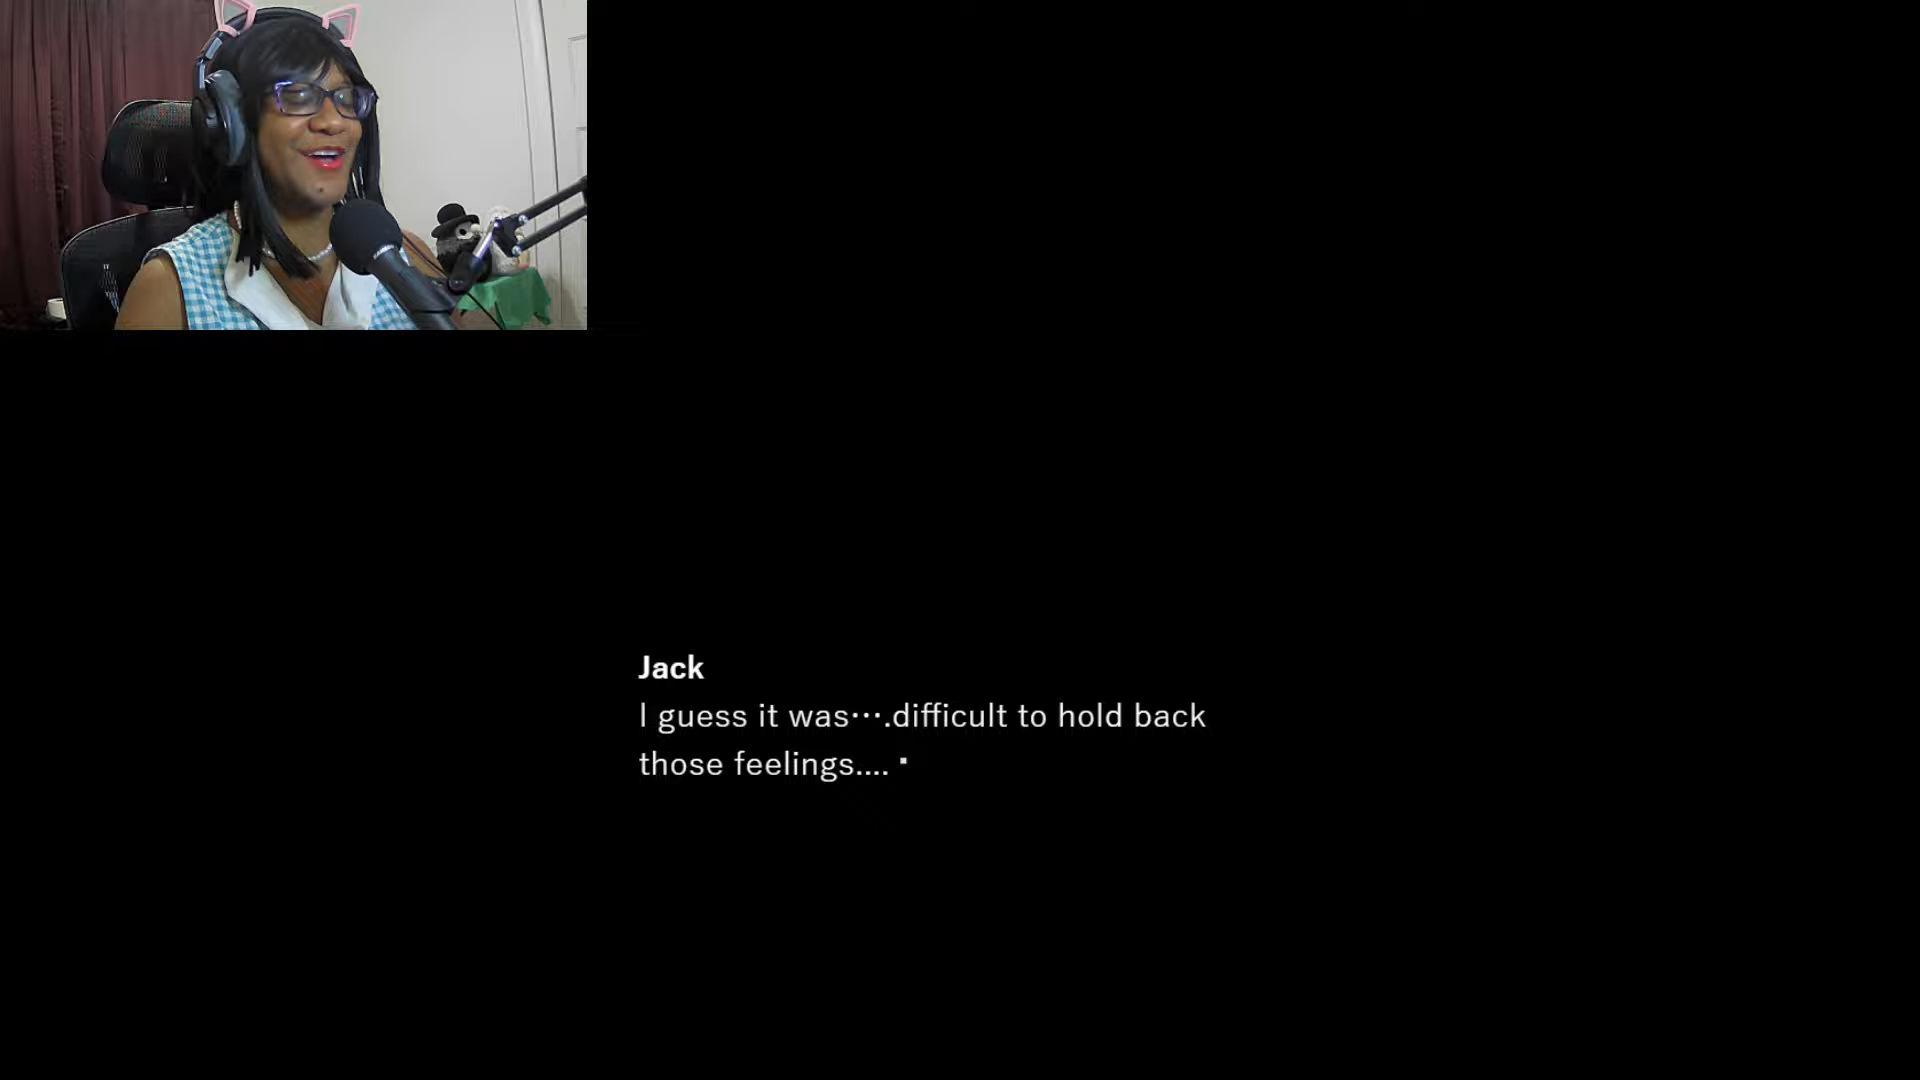 Jack
I guess it was···.difficult to hold back
those feelings....